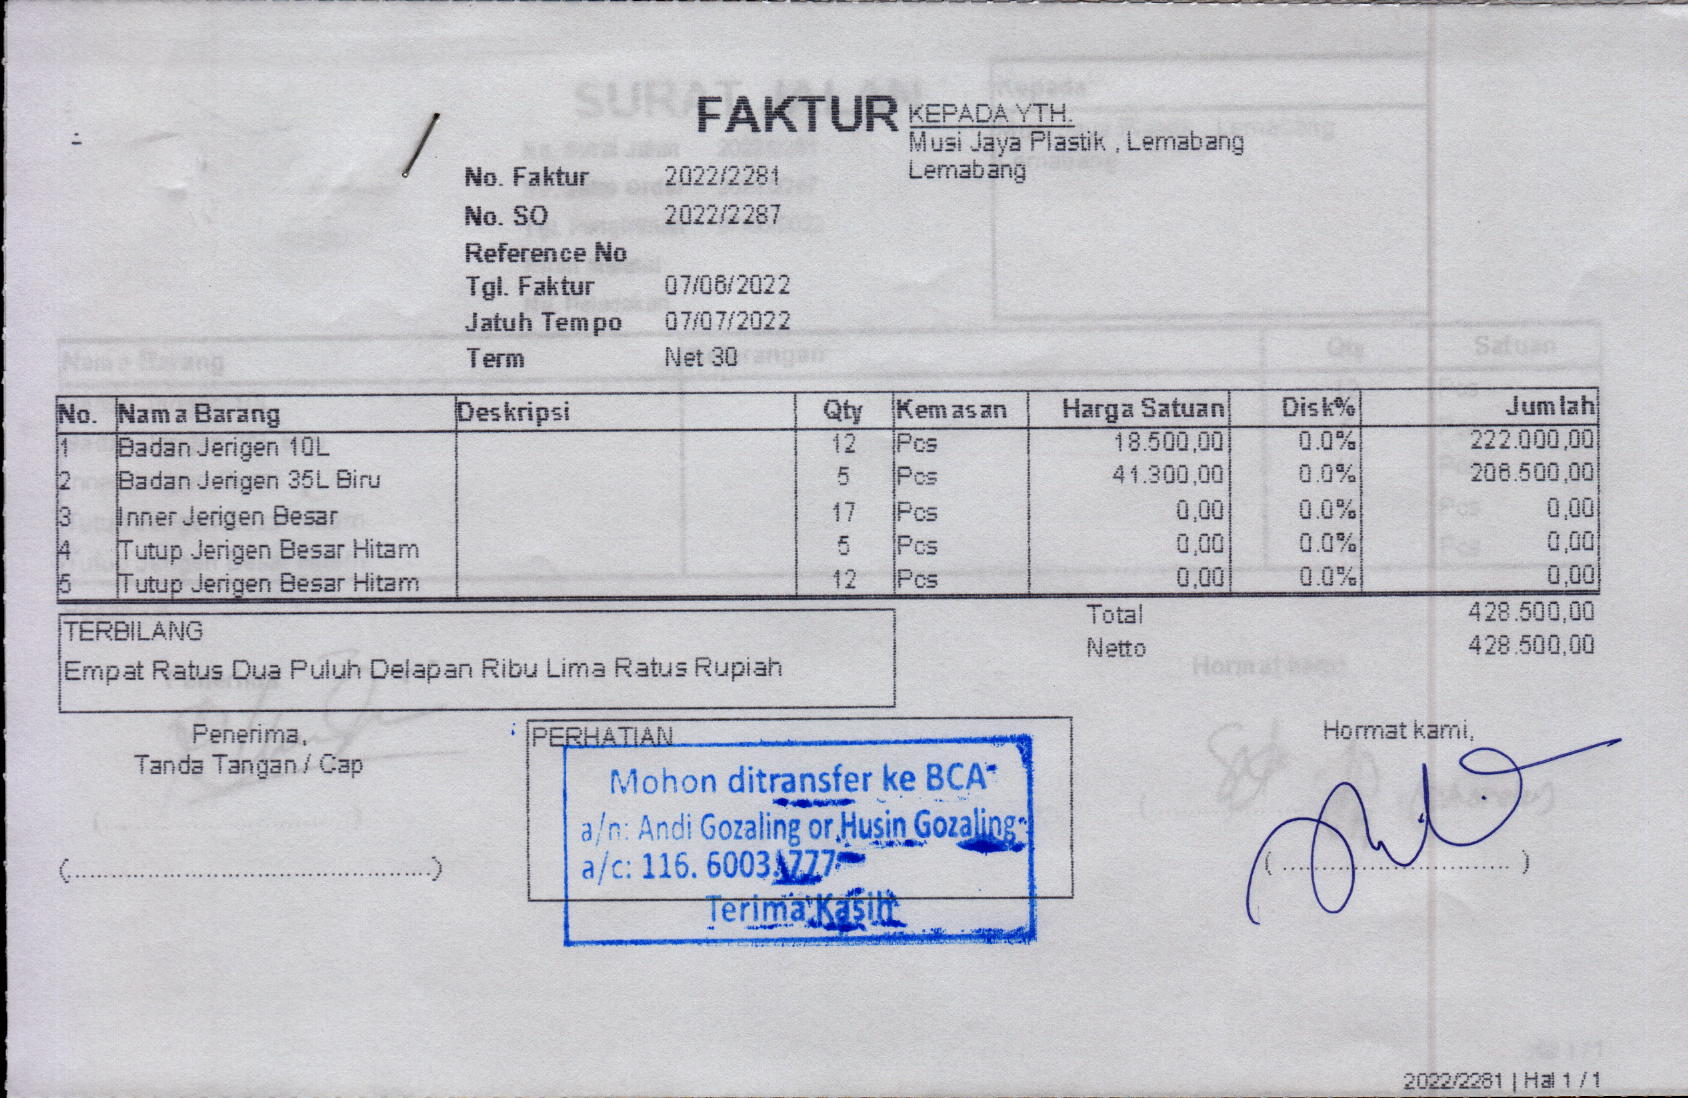 FAKTUR
KEPADA YTH.
Musi Jaya Plastik , Lemabang
Lemabang
No. Faktur 2022/2281
No. SO 2022/2287
Reference No
Tgl. Faktur 07/06/2022
Jatuh Tempo 07/07/2022
Term Net 30
No. Nama Barang Deskripsi Qty Kemasan Harga Satuan Disk% Jumlah
1 Badan Jerigen 10L 12 Pcs 18.500,00 0.0% 222.000,00
2 Badan Jerigen 35L Biru 5 Pcs 41.300,00 0.0% 206.500,00
3 Inner Jerigen Besar 17 Pcs 0,00 0.0% 0,00
4 Tutup Jerigen Besar Hitam 5 Pcs 0,00 0.0% 0,00
5 Tutup Jerigen Besar Hitam 12 Pcs 0,00 0.0% 0,00
Total 428.500,00
Netto 428.500,00
TERBILANG
Empat Ratus Dua Puluh Delapan Ribu Lima Ratus Rupiah
Penerima,
Tanda Tangan / Cap
(................................................)
PERHATIAN
Mohon ditransfer ke BCA
a/n: Andi Gozaling or Husin Gozaling
a/c: 116. 6003.777
Terima Kasih
Hormat kami,
( ................................ )
2022/2281 | Hal 1 / 1